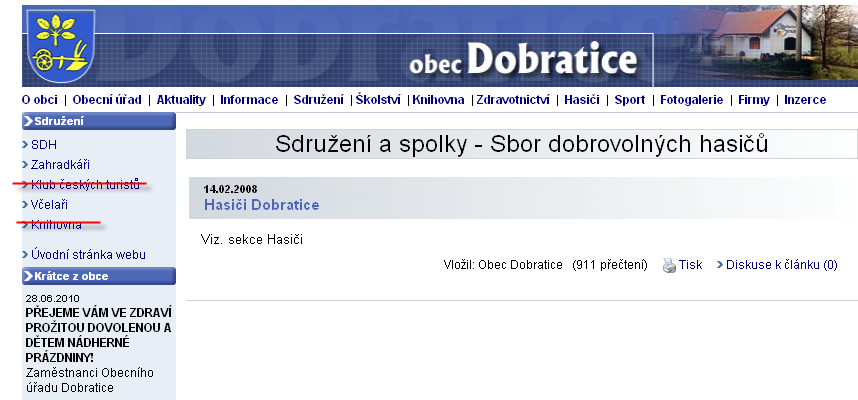 obec Dobratice
O obci | Obecní úřad | Aktuality | Informace | Sdružení | Školství | Knihovna | Zdravotnictví | Hasiči | Sport | Fotogalerie | Firmy | Inzerce
Sdružení
SDH
Zahradkáři
Klub českých turistů
Včelaři
Knihovna
Úvodní stránka webu
Krátce z obce
28.06.2010
PŘEJEME VÁM VE ZDRAVÍ
PROŽITOU DOVOLENOU A
DĚTEM NÁDHERNÉ
PRÁZDNINY!
Zaměstnanci Obecního
úřadu Dobratice
Sdružení a spolky - Sbor dobrovolných hasičů
14.02.2008
Hasiči Dobratice
Viz. sekce Hasiči
Vložil: Obec Dobratice (911 přečtení) Tisk Diskuse k článku (0)